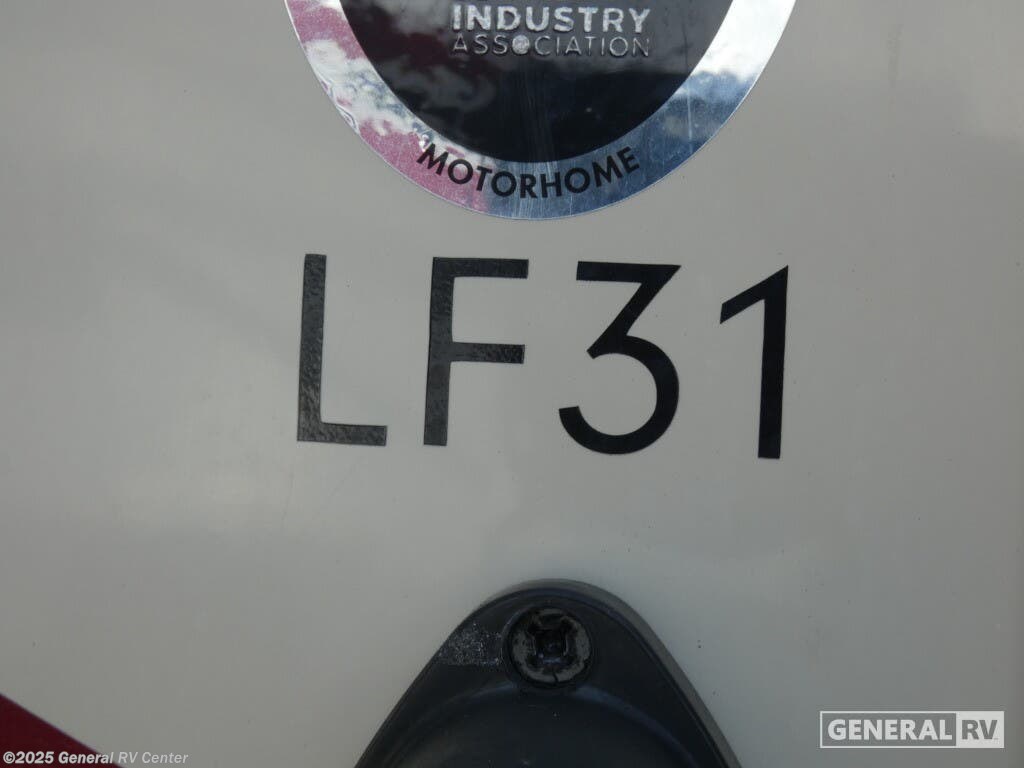 INDUSTRY
ASSOCIATION
MOTORHOME
LF31
GENERAL RV
©2025 General RV Center